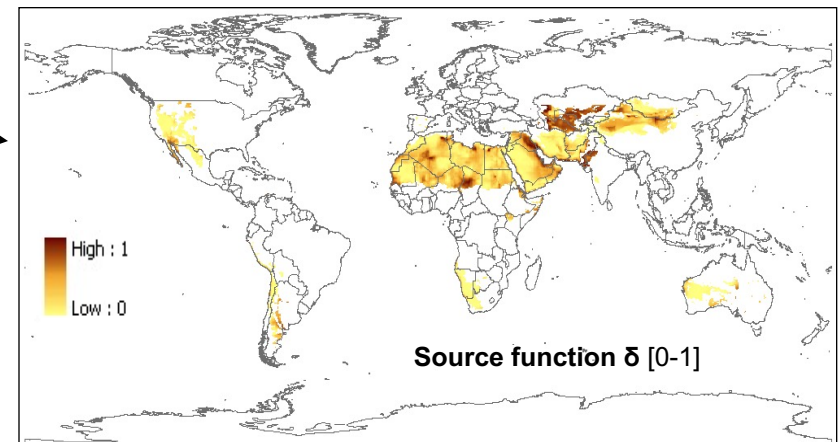 High : 1
Low : 0
Source function δ [0-1]